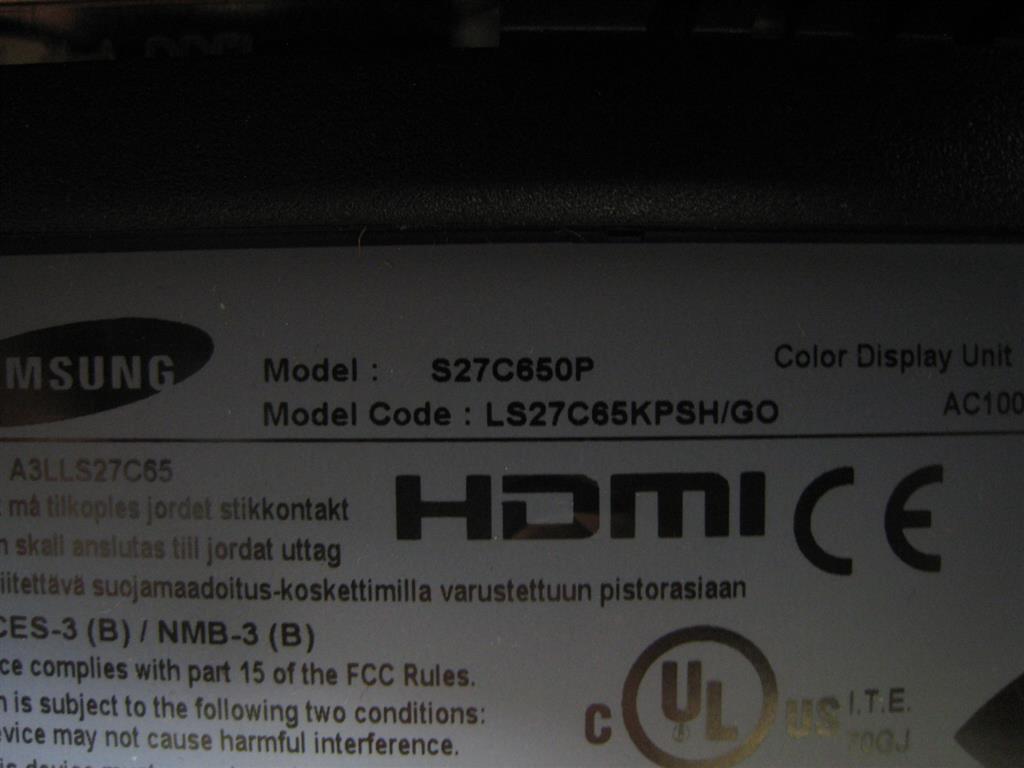 MSUNG
Model : S27C650P
Color Display Unit
Model Code : LS27C65KPSH/GO
AC100
A3LLS27C65
må tilkoples jordet stikkontakt
HDMI CE
n skall anslutas till jordat uttag
iitettävä suojamaadoitus-koskettimilla varustettuun pistorasiaan
CES-3 (B) / NMB-3 (B)
ce complies with part 15 of the FCC Rules.
n is subject to the following two conditions:
evice may not cause harmful interference.
C UL US I.T.E.
70GJ